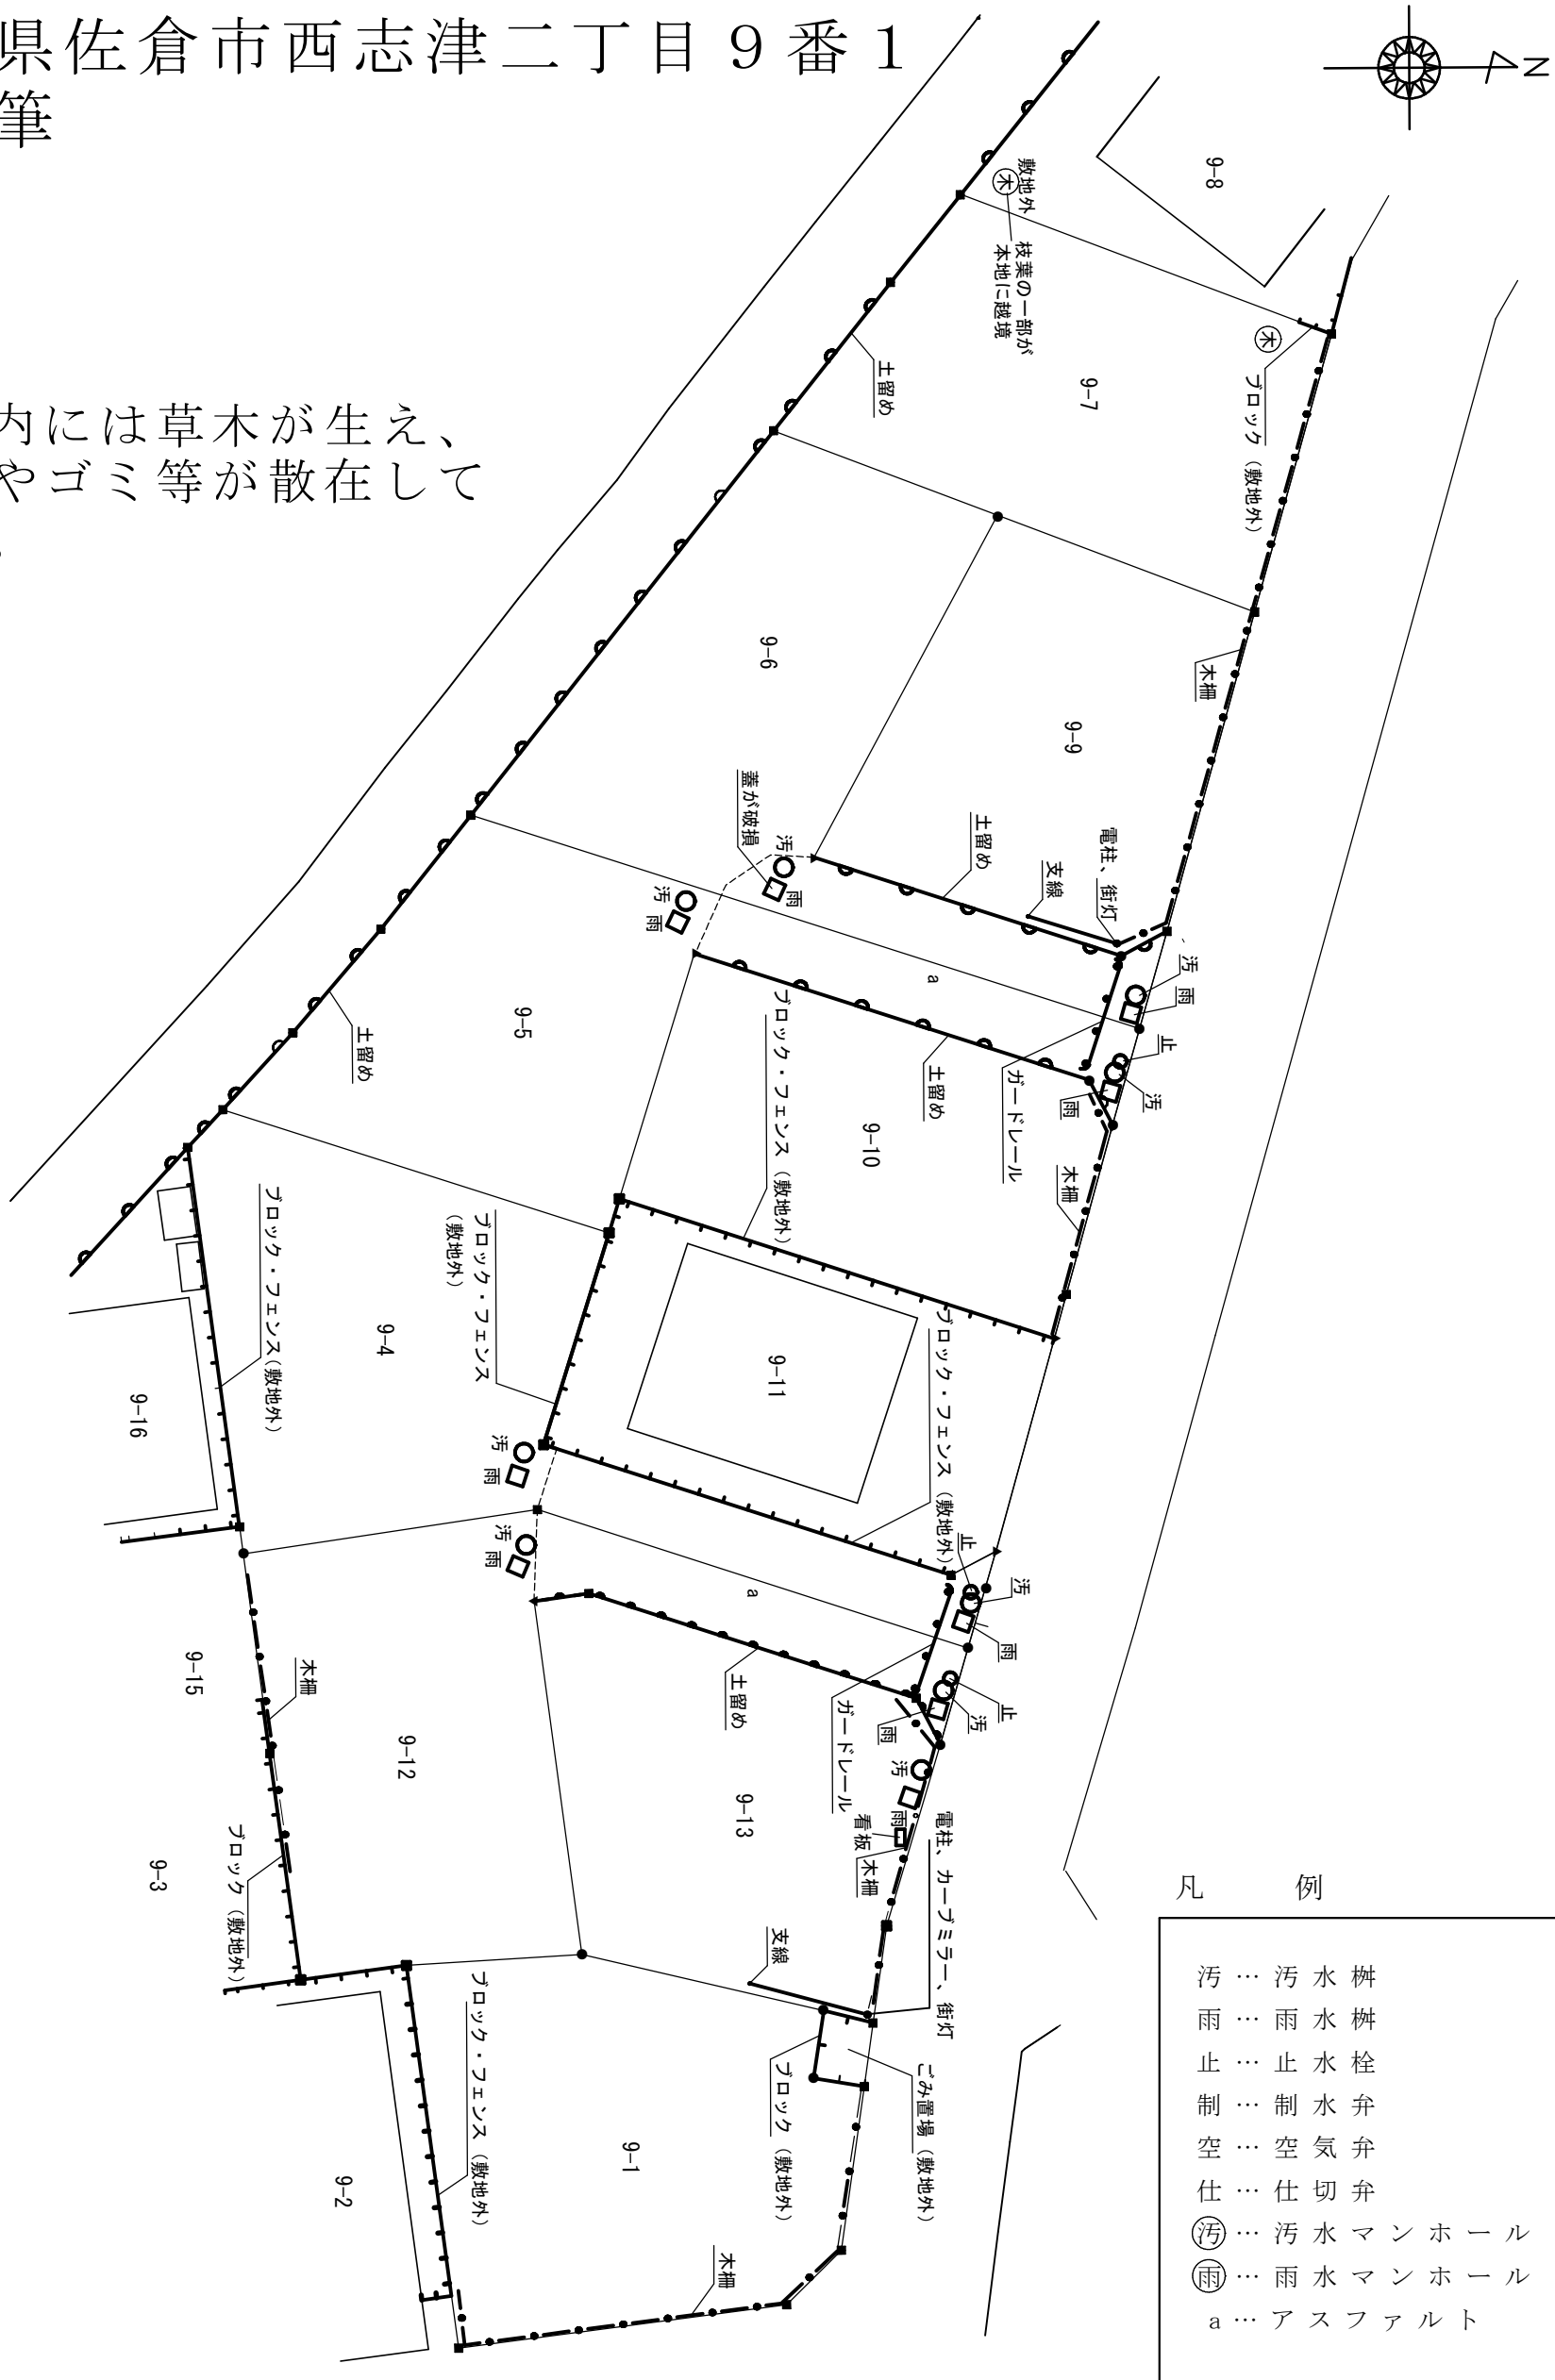 県佐倉市西志津二丁目９番１
筆
内には草木が生え、
やゴミ等が散在して
。
N
9-8
敷地外
木
枝葉の一部が
本地に越境
木
ブロック（敷地外）
9-7
土留め
9-6
木柵
9-9
蓋が破損
土留め
電柱、街灯
支線
汚
雨
汚
雨
a
汚
雨
止
汚
雨
ガードレール
土留め
9-5
ブロック・フェンス（敷地外）
9-10
木柵
土留め
ブロック・フェンス（敷地外）
ブロック・フェンス
（敷地外）
9-4
9-11
ブロック・フェンス（敷地外）
9-16
汚
雨
汚
雨
a
止
汚
雨
止
汚
雨
土留め
ガードレール
汚
雨
看板
木柵
電柱、カーブミラー、街灯
9-15
木柵
9-12
9-13
9-3
ブロック（敷地外）
支線
ブロック・フェンス（敷地外）
ブロック（敷地外）
ごみ置場（敷地外）
9-1
9-2
木柵
凡　例
汚…汚水桝
雨…雨水桝
止…止水栓
制…制水弁
空…空気弁
仕…仕切弁
汚…汚水マンホール
雨…雨水マンホール
a…アスファルト